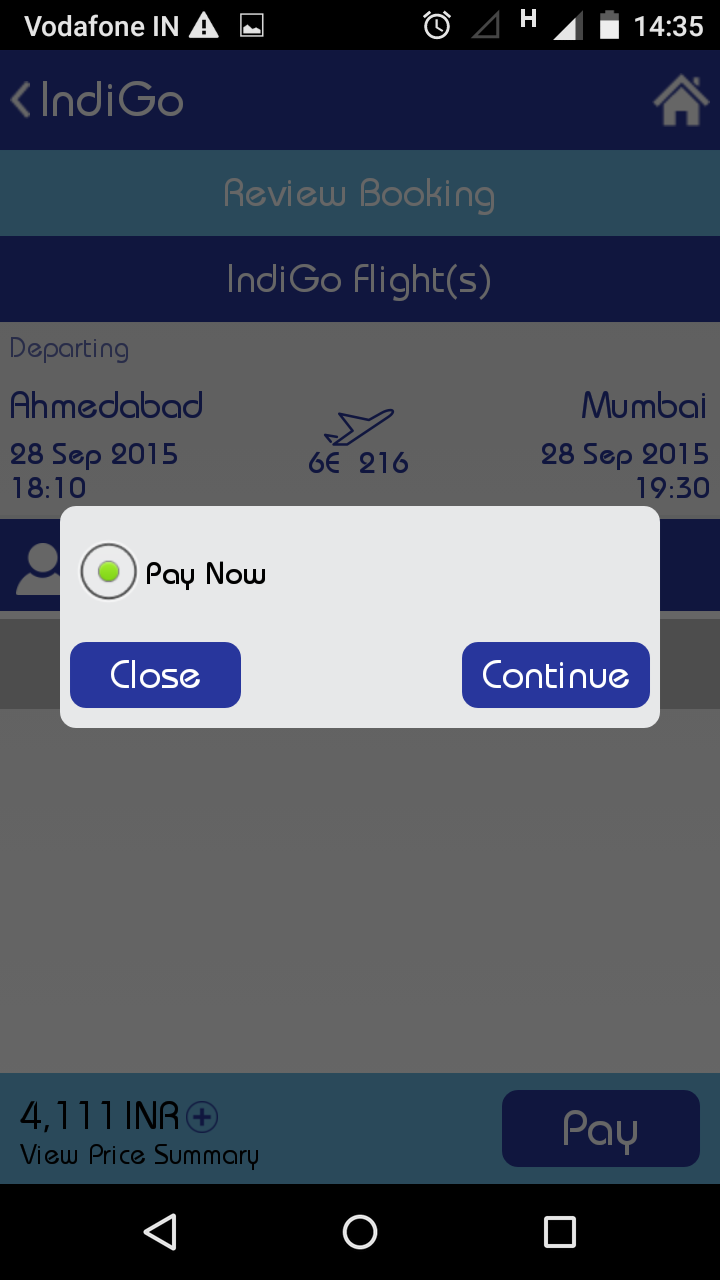 Vodafone IN H 14:35
IndiGo
Review Booking
IndiGo Flight(s)
Departing
Ahmedabad Mumbai
28 Sep 2015 6E 216 28 Sep 2015
18:10 19:30
Pay Now
Close Continue
4,111 INR Pay
View Price Summary